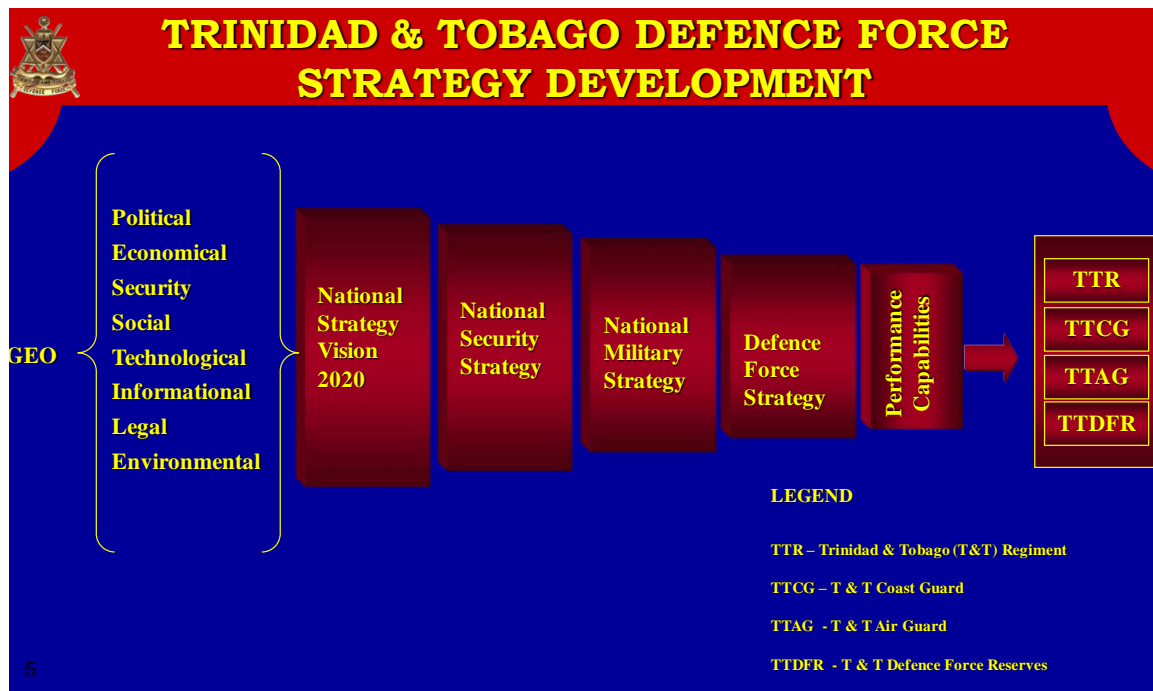 TRINIDAD & TOBAGO DEFENCE FORCE
STRATEGY DEVELOPMENT
GEO
Political
Economical
Security
Social
Technological
Informational
Legal
Environmental
National
Strategy
Vision
2020
National
Security
Strategy
National
Military
Strategy
Defence
Force
Strategy
Performance
Capabilities
TTR
TTCG
TTAG
TTDFR
LEGEND
TTR – Trinidad & Tobago (T&T) Regiment
TTCG – T & T Coast Guard
TTAG - T & T Air Guard
TTDFR - T & T Defence Force Reserves
5